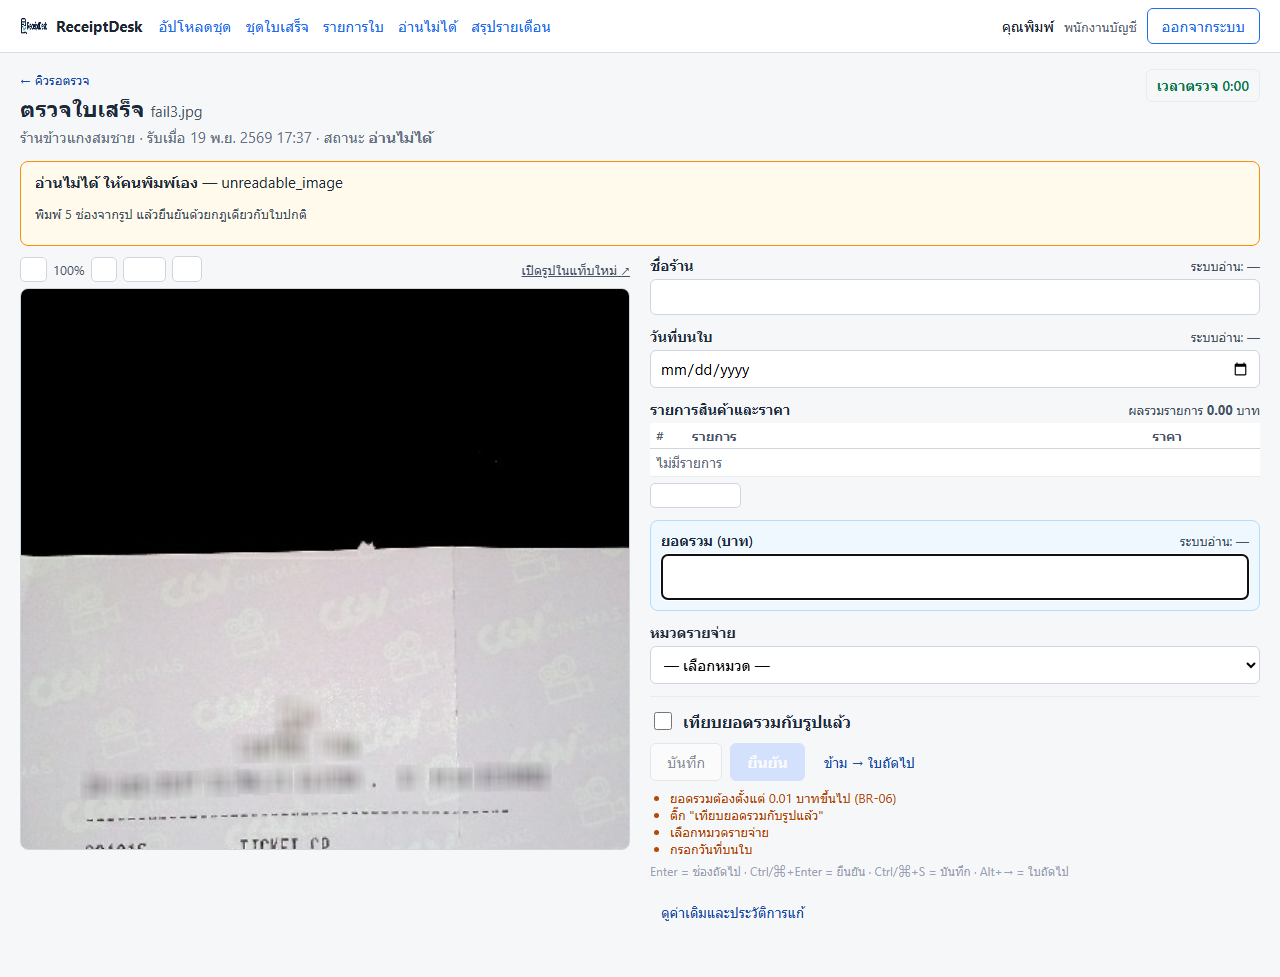 ReceiptDesk อัปโหลดชุด ชุดใบเสร็จ รายการใบ อ่านไม่ได้ สรุปรายเดือน คุณพิมพ์ พนักงานบัญชี ออกจากระบบ
← คิวรอตรวจ
เวลาตรวจ 0:00
ตรวจใบเสร็จ fail3.jpg
ร้านข้าวแกงสมชาย · รับเมื่อ 19 พ.ย. 2569 17:37 · สถานะ อ่านไม่ได้
อ่านไม่ได้ ให้คนพิมพ์เอง — unreadable_image
พิมพ์ 5 ช่องจากรูป แล้วยืนยันด้วยกฎเดียวกับใบปกติ
100% เปิดรูปในแท็บใหม่ ↗
CGV CINEMAS
TICKET CP
ชื่อร้าน ระบบอ่าน: —
วันที่บนใบ ระบบอ่าน: —
mm/dd/yyyy
รายการสินค้าและราคา ผลรวมรายการ 0.00 บาท
# รายการ ราคา
ไม่มีรายการ
ยอดรวม (บาท) ระบบอ่าน: —
หมวดรายจ่าย
— เลือกหมวด —
เทียบยอดรวมกับรูปแล้ว
บันทึก ยืนยัน ข้าม → ใบถัดไป
ยอดรวมต้องตั้งแต่ 0.01 บาทขึ้นไป (BR-06)
ติ๊ก "เทียบยอดรวมกับรูปแล้ว"
เลือกหมวดรายจ่าย
กรอกวันที่บนใบ
Enter = ช่องถัดไป · Ctrl/⌘+Enter = ยืนยัน · Ctrl/⌘+S = บันทึก · Alt+→ = ใบถัดไป
ดูค่าเดิมและประวัติการแก้